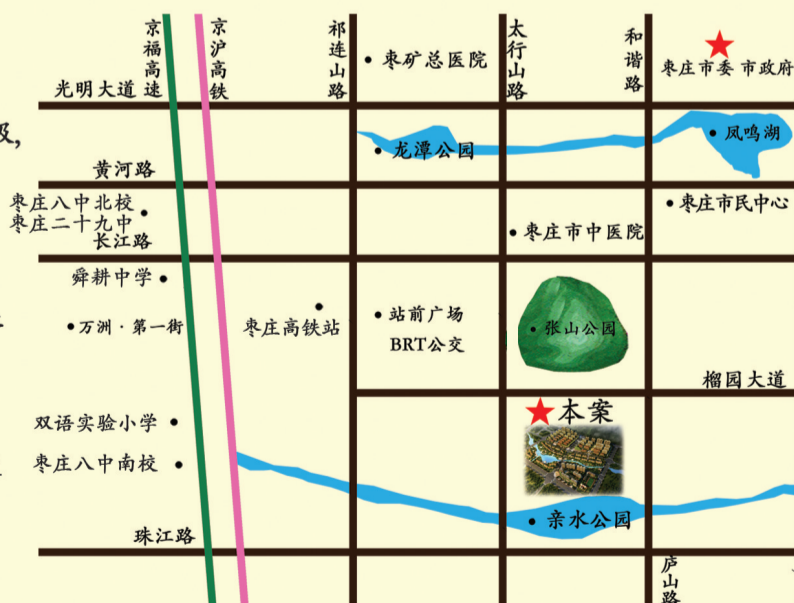 京福高速
京沪高铁
祁连山路
太行山路
和谐路
枣矿总医院
枣庄市委 市政府
光明大道
级，
龙潭公园
凤鸣湖
黄河路
枣庄八中北校
枣庄二十九中
长江路
枣庄市民中心
枣庄市中医院
舜耕中学
万洲·第一街
枣庄高铁站
站前广场
BRT公交
张山公园
榴园大道
本案
双语实验小学
枣庄八中南校
亲水公园
珠江路
庐山路